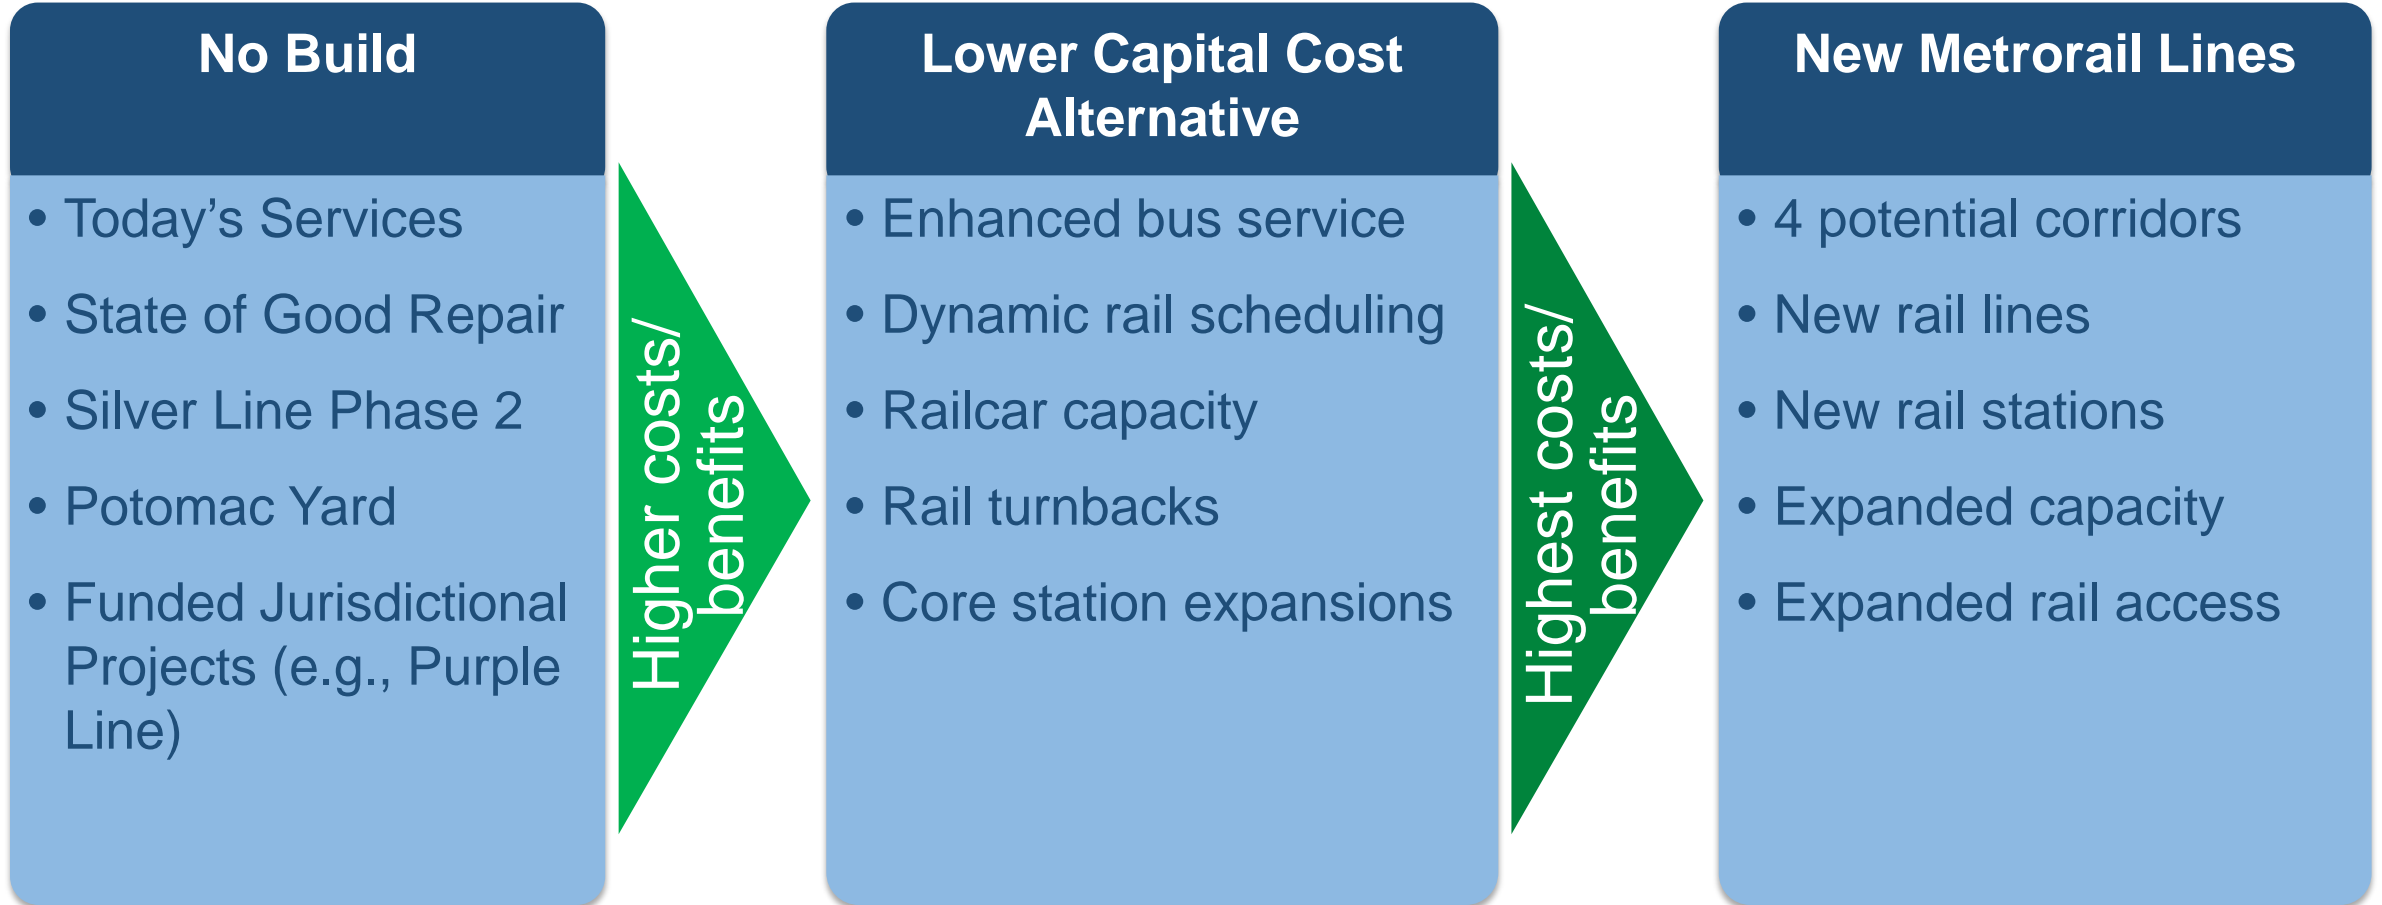 No Build
• Today’s Services
• State of Good Repair
• Silver Line Phase 2
• Potomac Yard
• Funded Jurisdictional
Projects (e.g., Purple
Line)
Higher costs/
benefits
Lower Capital Cost
Alternative
• Enhanced bus service
• Dynamic rail scheduling
• Railcar capacity
• Rail turnbacks
• Core station expansions
Highest costs/
benefits
New Metrorail Lines
• 4 potential corridors
• New rail lines
• New rail stations
• Expanded capacity
• Expanded rail access